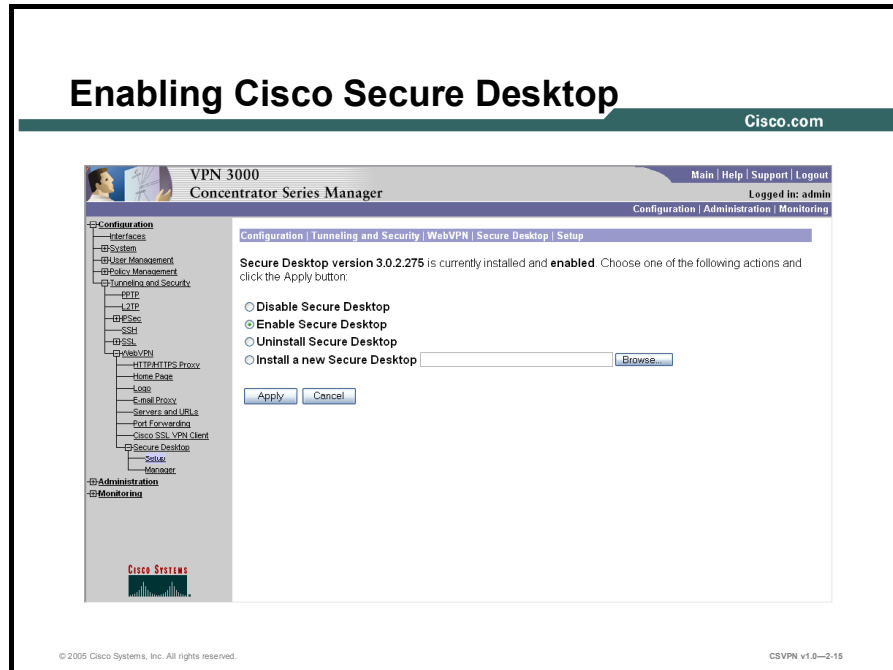 Enabling Cisco Secure Desktop
Cisco.com
VPN 3000
Concentrator Series Manager
Main | Help | Support | Logout
Logged in: admin
Configuration | Administration | Monitoring
Configuration
Interfaces
System
User Management
Policy Management
Tunneling and Security
PPTP
L2TP
IPSec
SSH
SSL
WebVPN
HTTP/HTTPS Proxy
Home Page
Logo
E-mail Proxy
Servers and URLs
Port Forwarding
Cisco SSL VPN Client
Secure Desktop
Setup
Manager
Administration
Monitoring
CISCO SYSTEMS
Configuration | Tunneling and Security | WebVPN | Secure Desktop | Setup
Secure Desktop version 3.0.2.275 is currently installed and enabled. Choose one of the following actions and
click the Apply button:
Disable Secure Desktop
Enable Secure Desktop
Uninstall Secure Desktop
Install a new Secure Desktop Browse...
Apply Cancel
© 2005 Cisco Systems, Inc. All rights reserved. CSVPN v1.0—2-15